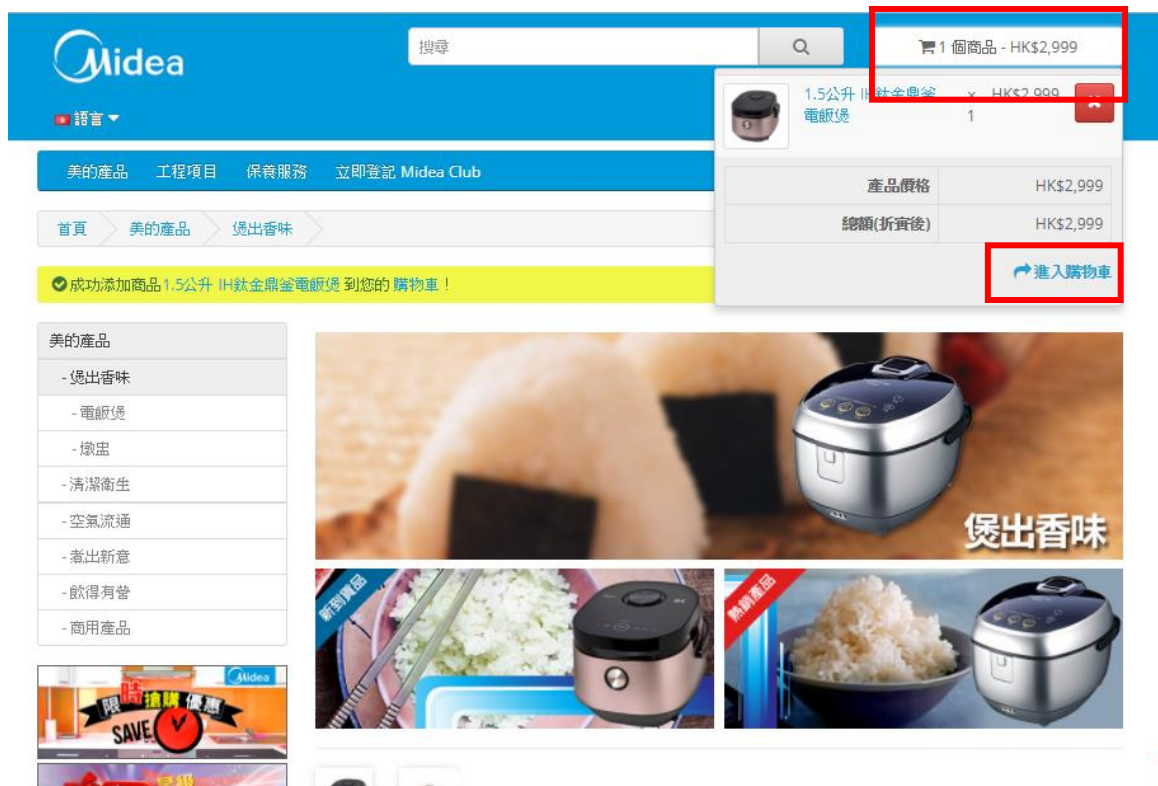 Midea
搜尋
1 個商品 - HK$2,999
語言
1.5公升 IH鈦金鼎釜
電飯煲
x
1
HK$2,999
產品價格
HK$2,999
總額(折實後)
HK$2,999
進入購物車
美的產品
工程項目
保養服務
立即登記 Midea Club
首頁
美的產品
煲出香味
成功添加商品1.5公升 IH鈦金鼎釜電飯煲 到您的 購物車！
美的產品
- 煲出香味
- 電飯煲
- 燉盅
- 清潔衛生
- 空氣流通
- 煮出新意
- 飲得有營
- 商用產品
煲出香味
新到貨品
熱銷產品
Midea
限時搶購優惠
SAVE